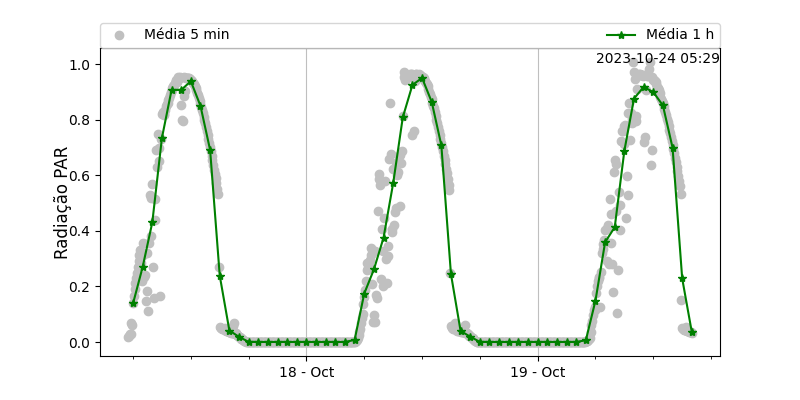 Média 5 min
Média 1 h
2023-10-24 05:29
Radiação PAR
1.0
0.8
0.6
0.4
0.2
0.0
18 - Oct
19 - Oct